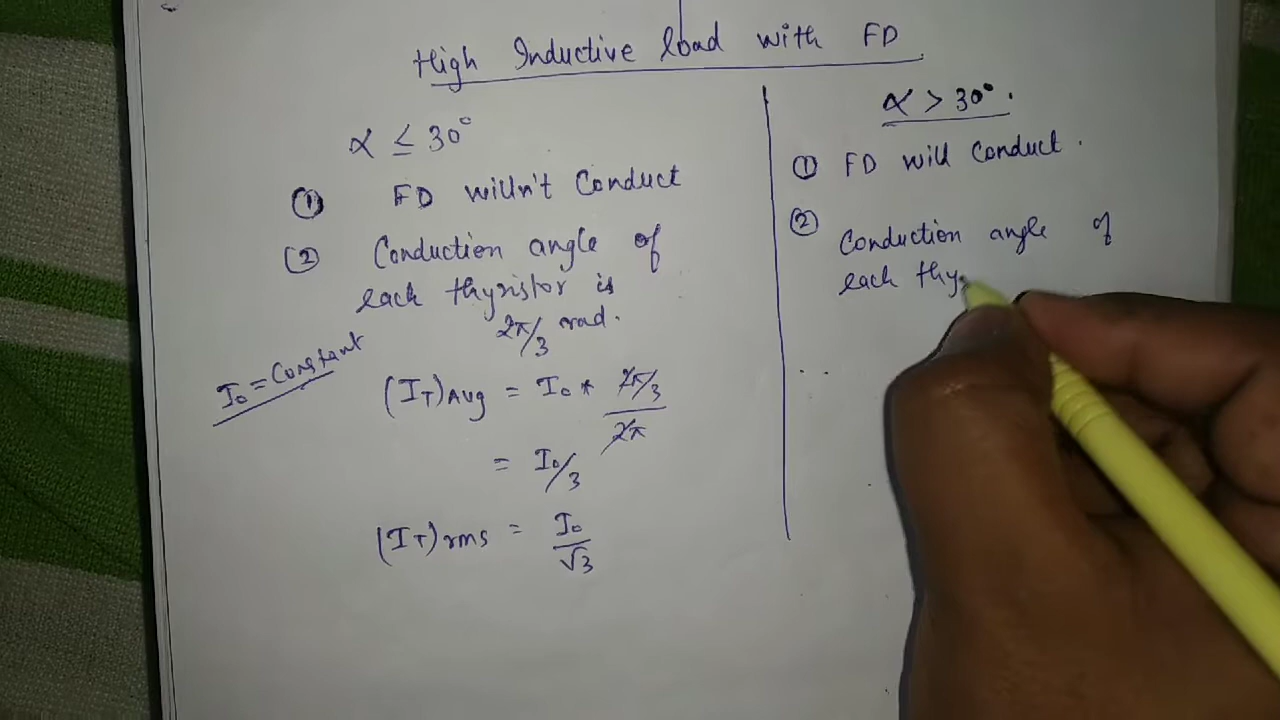 High Inductive load with FD
α ≤ 30°
① FD willn't Conduct
② Conduction angle of
each thyristor is
2π/3 rad.
I₀ = Constant
(I_T)Avg = I₀ * (2π/3)/2π
= I₀/3
(I_T)rms = I₀/√3
α > 30°.
① FD will Conduct.
② Conduction angle of
each thy